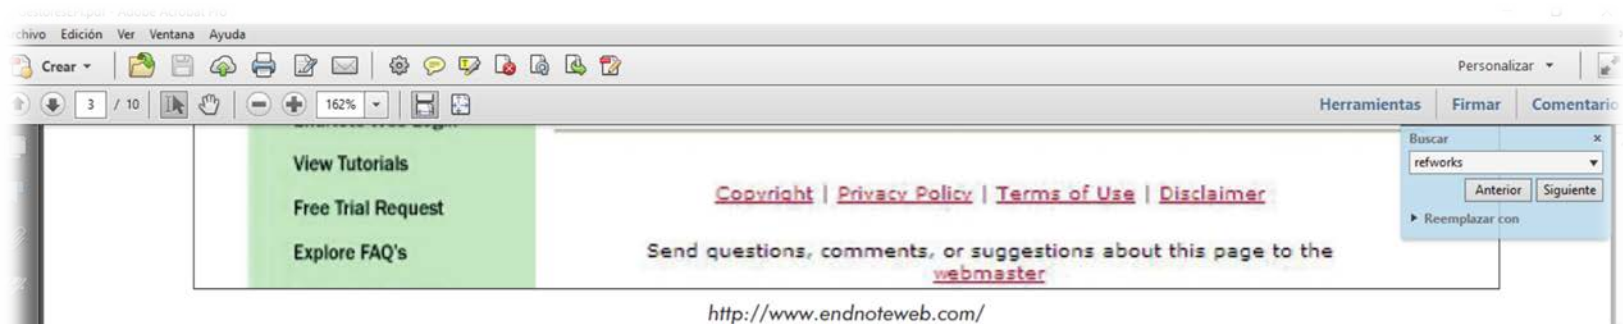 Edición Ver Ventana Ayuda
Crear
Personalizar
3 / 10 162%
Herramientas Firmar Comentario
Buscar
refworks
Anterior Siguiente
Reemplazar con
View Tutorials
Free Trial Request
Explore FAQ's
Copyright | Privacy Policy | Terms of Use | Disclaimer
Send questions, comments, or suggestions about this page to the
webmaster
http://www.endnoteweb.com/